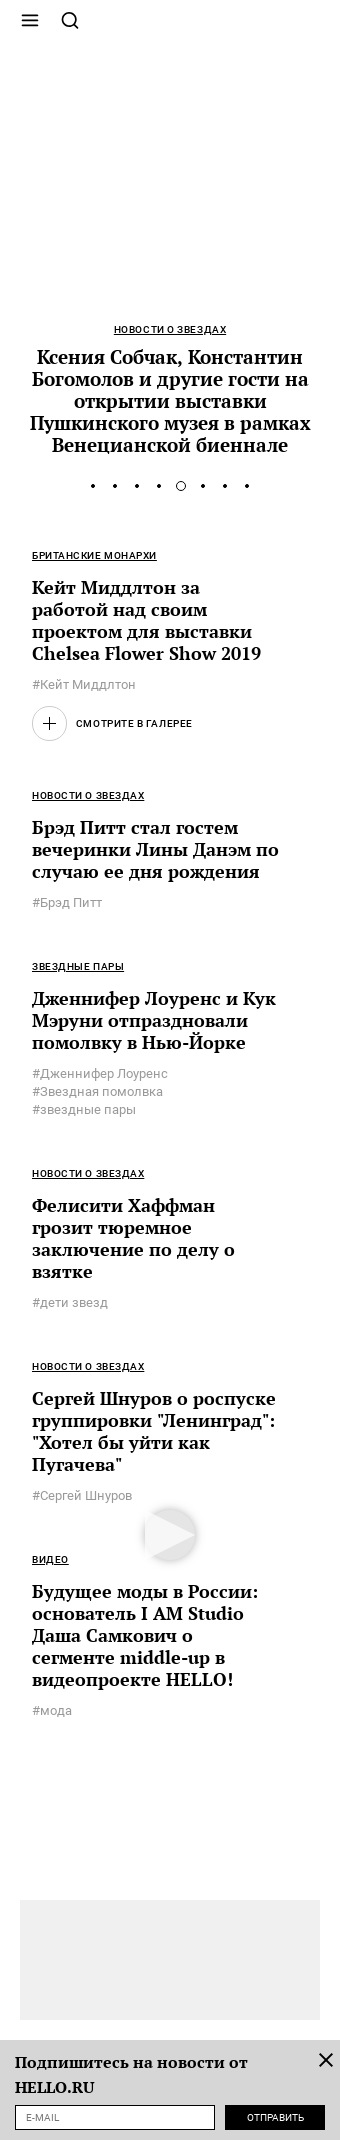 НОВОСТИ О ЗВЕЗДАХ
Ксения Собчак, Константин
Богомолов и другие гости на
открытии выставки
Пушкинского музея в рамках
Венецианской биеннале
БРИТАНСКИЕ МОНАРХИ
Кейт Миддлтон за
работой над своим
проектом для выставки
Chelsea Flower Show 2019
#Кейт Миддлтон
СМОТРИТЕ В ГАЛЕРЕЕ
НОВОСТИ О ЗВЕЗДАХ
Брэд Питт стал гостем
вечеринки Лины Данэм по
случаю ее дня рождения
#Брэд Питт
ЗВЕЗДНЫЕ ПАРЫ
Дженнифер Лоуренс и Кук
Мэруни отпраздновали
помолвку в Нью-Йорке
#Дженнифер Лоуренс
#Звездная помолвка
#звездные пары
НОВОСТИ О ЗВЕЗДАХ
Фелисити Хаффман
грозит тюремное
заключение по делу о
взятке
#дети звезд
НОВОСТИ О ЗВЕЗДАХ
Сергей Шнуров о роспуске
группировки "Ленинград":
"Хотел бы уйти как
Пугачева"
#Сергей Шнуров
ВИДЕО
Будущее моды в России:
основатель I AM Studio
Даша Самкович о
сегменте middle-up в
видеопроекте HELLO!
#мода
Подпишитесь на новости от
HELLO.RU
E-MAIL ОТПРАВИТЬ